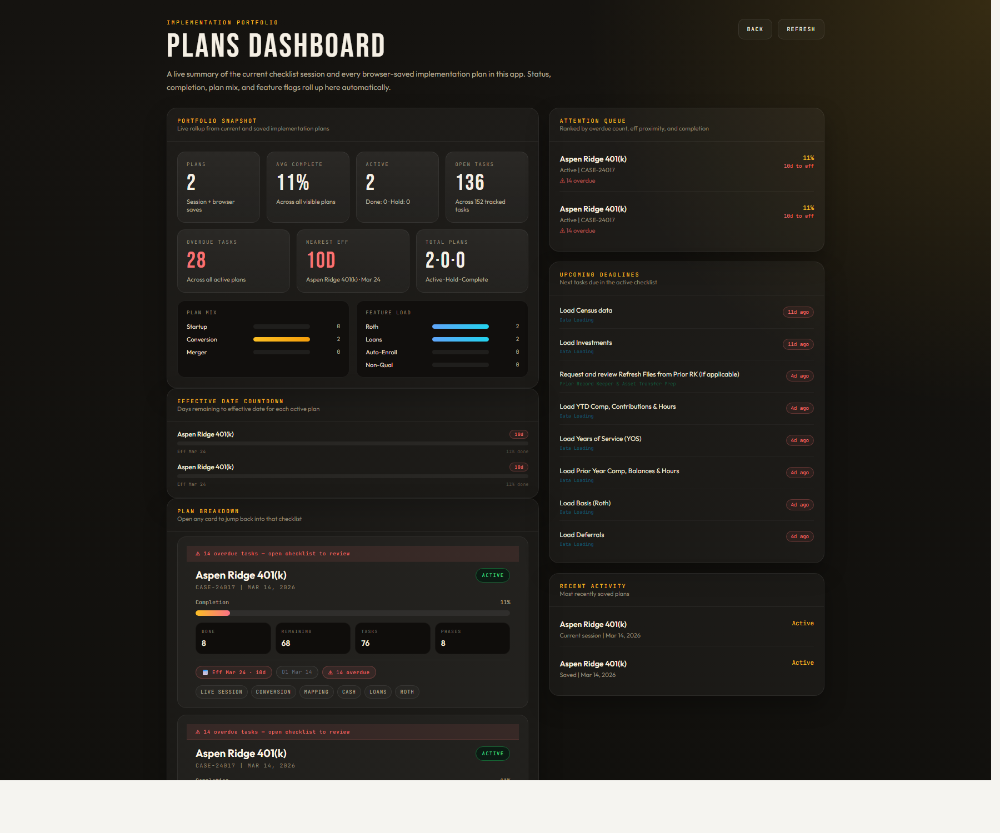 IMPLEMENTATION PORTFOLIO
PLANS DASHBOARD
BACK
REFRESH
A live summary of the current checklist session and every browser-saved implementation plan in this app. Status,
completion, plan mix, and feature flags roll up here automatically.
PORTFOLIO SNAPSHOT
Live rollup from current and saved implementation plans
PLANS
2
Session + browser
saves
AVG COMPLETE
11%
Across all visible plans
ACTIVE
2
Done: 0 · Hold: 0
OPEN TASKS
136
Across 152 tracked
tasks
OVERDUE TASKS
28
Across all active plans
NEAREST EFF
10D
Aspen Ridge 401(k) · Mar 24
TOTAL PLANS
2·0·0
Active · Hold · Complete
PLAN MIX
Startup 0
Conversion 2
Merger 0
FEATURE LOAD
Roth 2
Loans 2
Auto-Enroll 0
Non-Qual 0
EFFECTIVE DATE COUNTDOWN
Days remaining to effective date for each active plan
Aspen Ridge 401(k) 10d
Eff Mar 24 11% done
Aspen Ridge 401(k) 10d
Eff Mar 24 11% done
PLAN BREAKDOWN
Open any card to jump back into that checklist
⚠ 14 overdue tasks — open checklist to review
Aspen Ridge 401(k) ACTIVE
CASE-24017 | MAR 14, 2026
Completion 11%
DONE
8
REMAINING
68
TASKS
76
PHASES
8
Eff Mar 24 · 10d
D1 Mar 14
⚠ 14 overdue
LIVE SESSION
CONVERSION
MAPPING
CASH
LOANS
ROTH
⚠ 14 overdue tasks — open checklist to review
Aspen Ridge 401(k) ACTIVE
CASE-24017 | MAR 14, 2026
Completion 11%
ATTENTION QUEUE
Ranked by overdue count, eff proximity, and completion
Aspen Ridge 401(k) 11%
Active | CASE-24017 10d to eff
⚠ 14 overdue
Aspen Ridge 401(k) 11%
Active | CASE-24017 10d to eff
⚠ 14 overdue
UPCOMING DEADLINES
Next tasks due in the active checklist
Load Census data 11d ago
Data Loading
Load Investments 11d ago
Data Loading
Request and review Refresh Files from Prior RK (if applicable) 4d ago
Prior Record Keeper & Asset Transfer Prep
Load YTD Comp, Contributions & Hours 4d ago
Data Loading
Load Years of Service (YOS) 4d ago
Data Loading
Load Prior Year Comp, Balances & Hours 4d ago
Data Loading
Load Basis (Roth) 4d ago
Data Loading
Load Deferrals 4d ago
Data Loading
RECENT ACTIVITY
Most recently saved plans
Aspen Ridge 401(k) Active
Current session | Mar 14, 2026
Aspen Ridge 401(k) Active
Saved | Mar 14, 2026